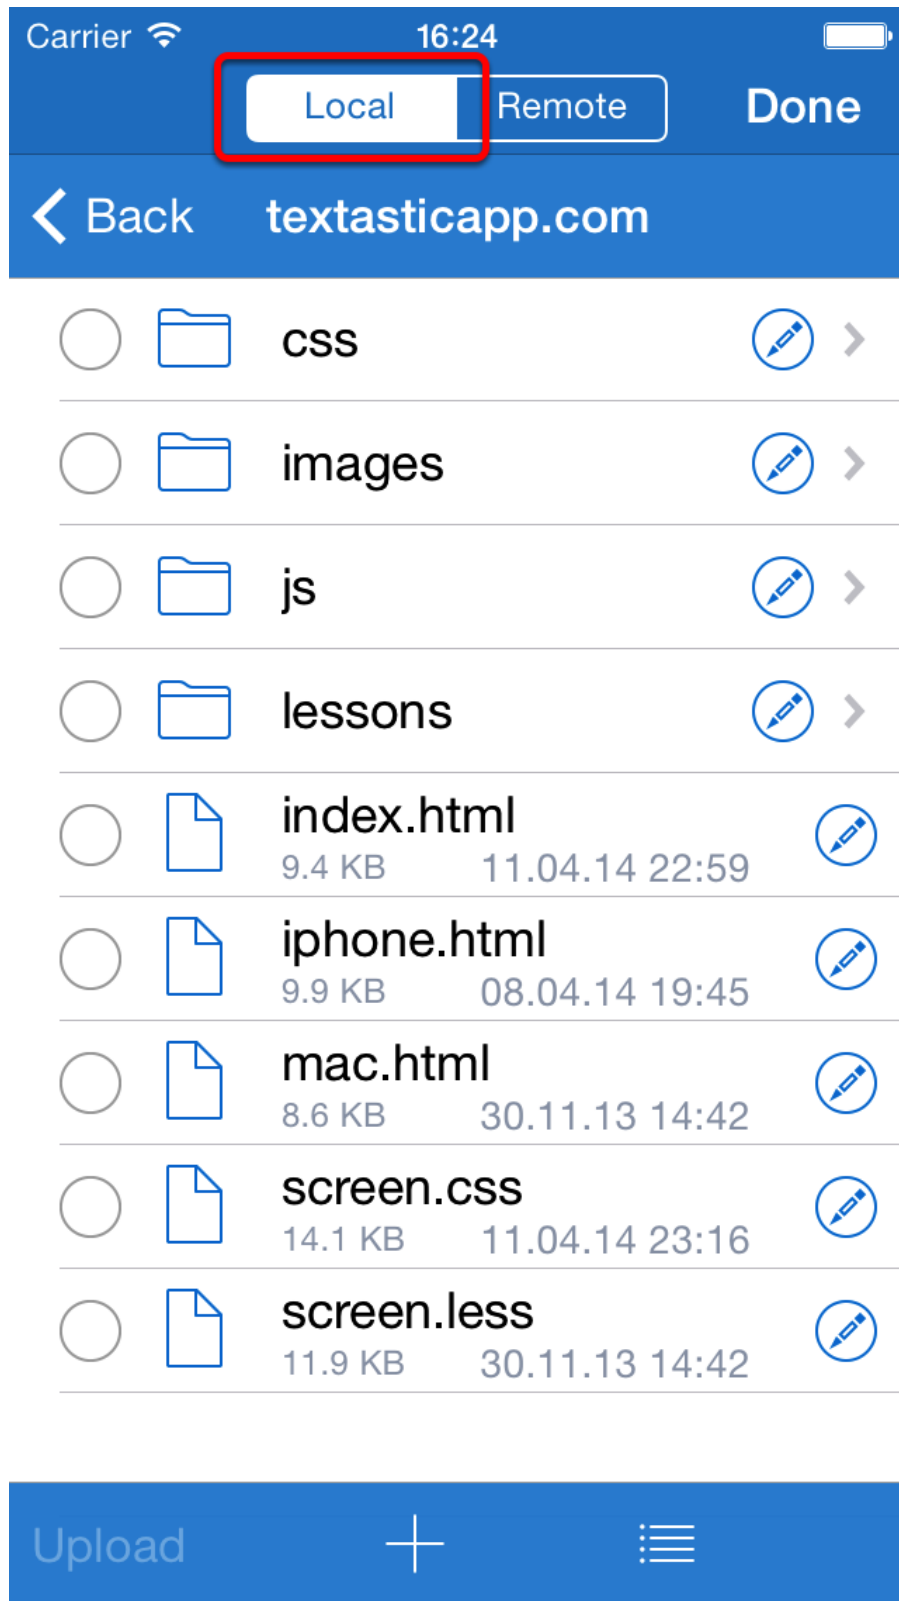 Carrier 16:24
Local Remote Done
Back textasticapp.com
css
images
js
lessons
index.html
9.4 KB 11.04.14 22:59
iphone.html
9.9 KB 08.04.14 19:45
mac.html
8.6 KB 30.11.13 14:42
screen.css
14.1 KB 11.04.14 23:16
screen.less
11.9 KB 30.11.13 14:42
Upload